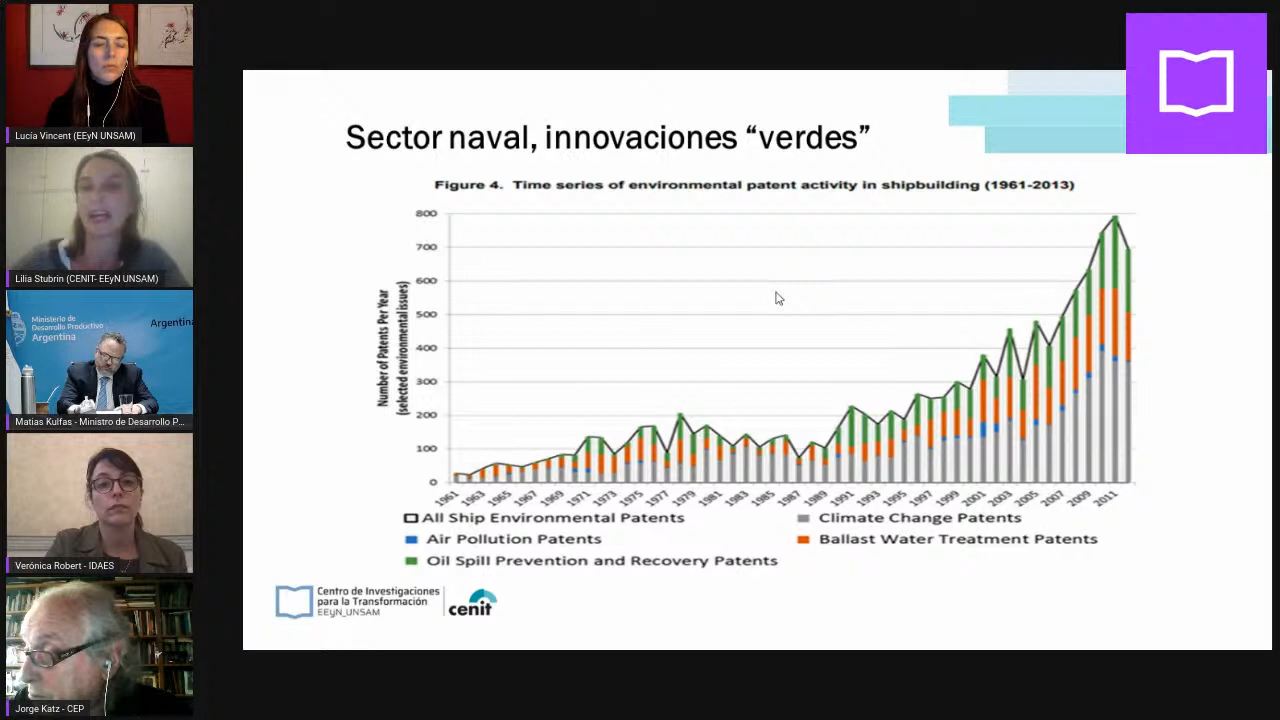 Lucía Vincent (EEyN UNSAM)
Lilia Stubrin (CENIT- EEyN UNSAM)
Ministerio de
Desarrollo Productivo
Argentina
Argentina
Matias Kulfas - Ministro de Desarrollo P...
Verónica Robert - IDAES
Jorge Katz - CEP
Sector naval, innovaciones “verdes”
Figure 4. Time series of environmental patent activity in shipbuilding (1961-2013)
Number of Patents Per Year
(selected environmental issues)
800
700
600
500
400
300
200
100
0
1961
1963
1965
1967
1969
1971
1973
1975
1977
1979
1981
1983
1985
1987
1989
1991
1993
1995
1997
1999
2001
2003
2005
2007
2009
2011
All Ship Environmental Patents
Climate Change Patents
Air Pollution Patents
Ballast Water Treatment Patents
Oil Spill Prevention and Recovery Patents
Centro de Investigaciones
para la Transformación
EEyN_UNSAM
cenit